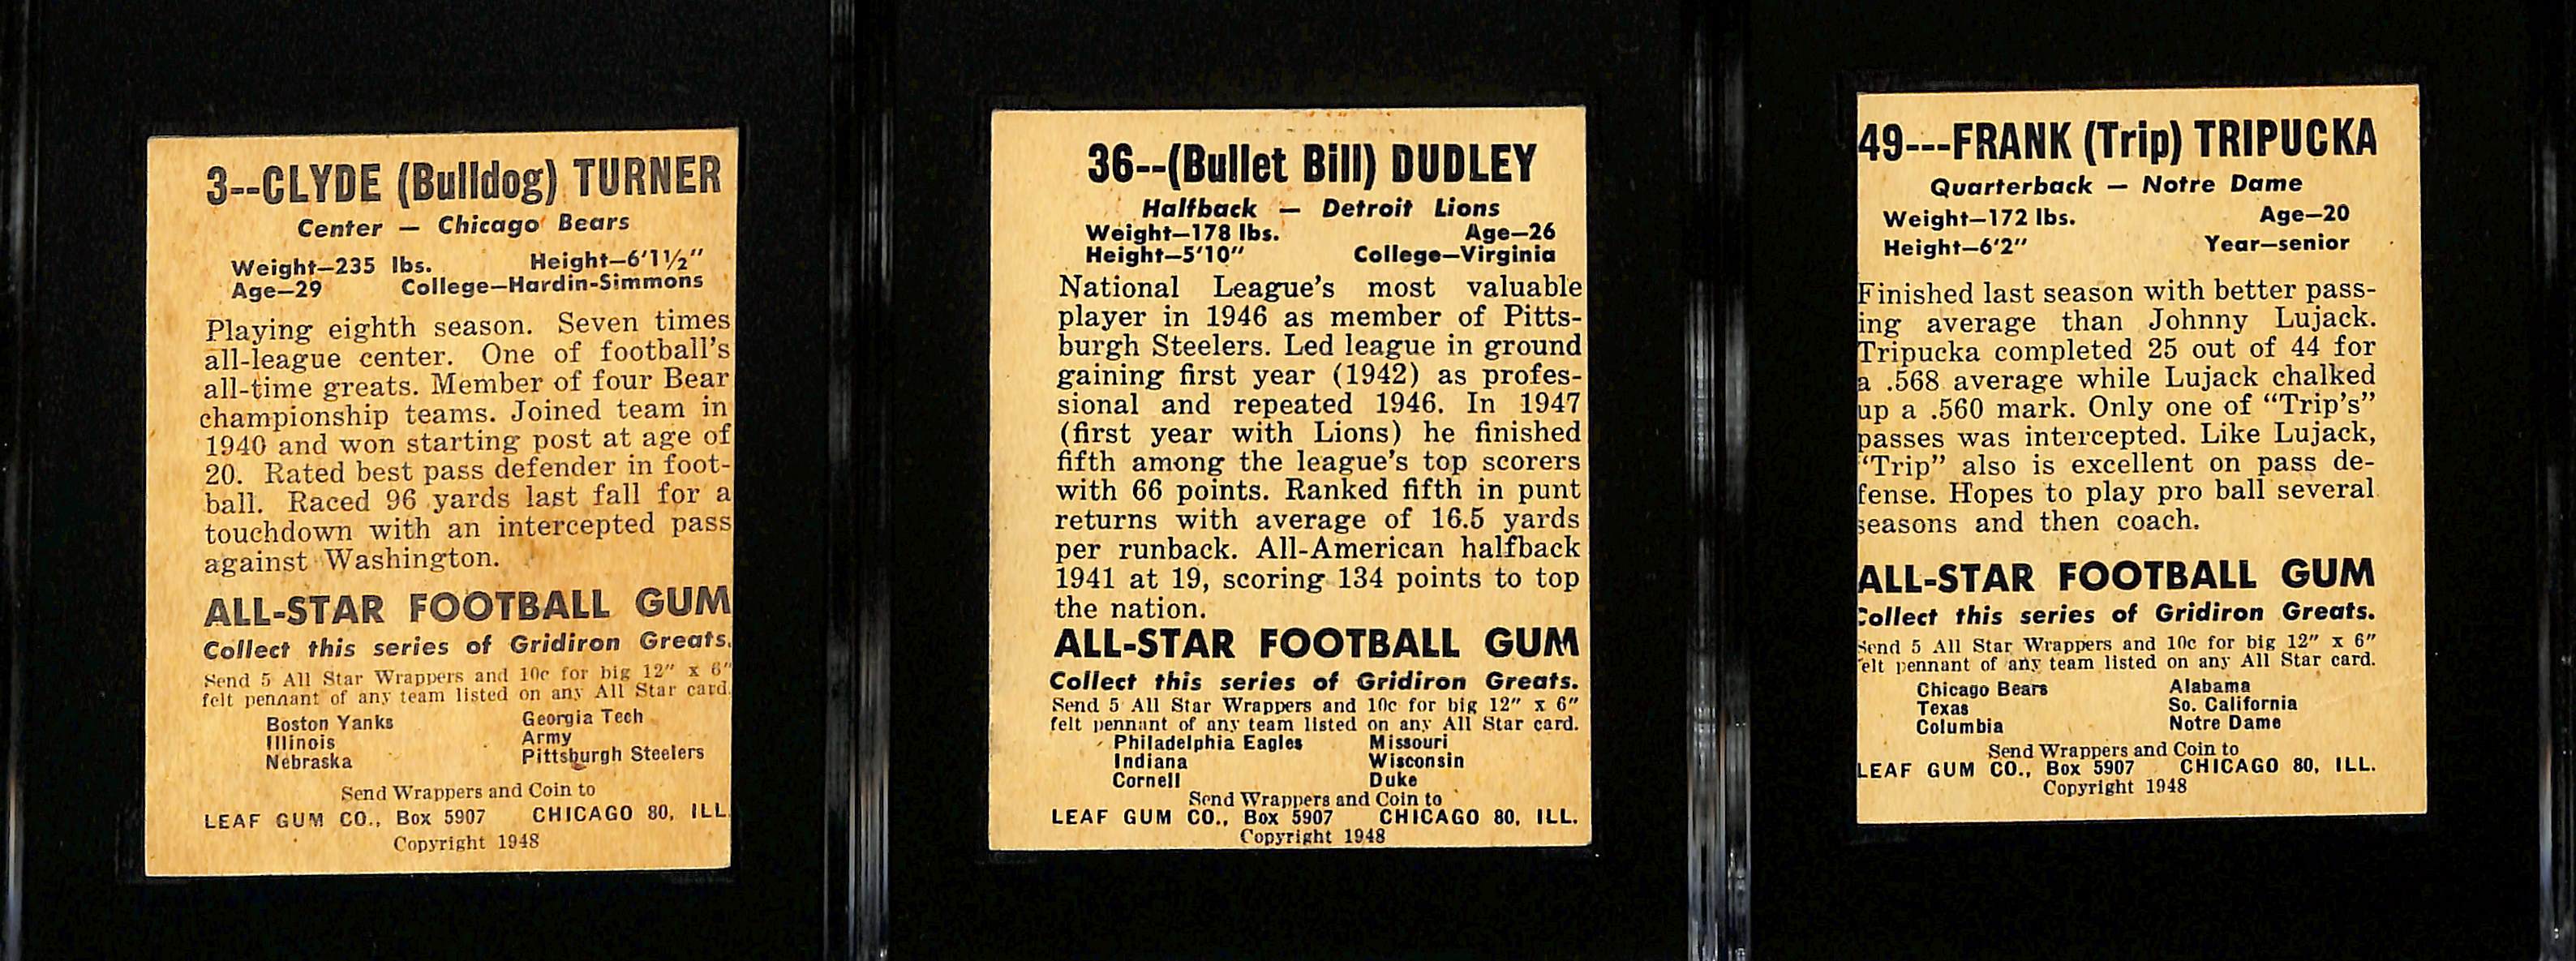 3--CLYDE (Bulldog) TURNER
Center — Chicago Bears
Weight—235 lbs. Height—6'1½"
Age—29 College—Hardin-Simmons
Playing eighth season. Seven times
all-league center. One of football's
all-time greats. Member of four Bear
championship teams. Joined team in
1940 and won starting post at age of
20. Rated best pass defender in foot-
ball. Raced 96 yards last fall for a
touchdown with an intercepted pass
against Washington.
ALL-STAR FOOTBALL GUM
Collect this series of Gridiron Greats.
Send 5 All Star Wrappers and 10c for big 12" x 6"
felt pennant of any team listed on any All Star card.
Boston Yanks Georgia Tech
Illinois Army
Nebraska Pittsburgh Steelers
Send Wrappers and Coin to
LEAF GUM CO., Box 5907 CHICAGO 80, ILL.
Copyright 1948
36--(Bullet Bill) DUDLEY
Halfback — Detroit Lions
Weight—178 lbs. Age—26
Height—5'10" College—Virginia
National League's most valuable
player in 1946 as member of Pitts-
burgh Steelers. Led league in ground
gaining first year (1942) as profes-
sional and repeated 1946. In 1947
(first year with Lions) he finished
fifth among the league's top scorers
with 66 points. Ranked fifth in punt
returns with average of 16.5 yards
per runback. All-American halfback
1941 at 19, scoring 134 points to top
the nation.
ALL-STAR FOOTBALL GUM
Collect this series of Gridiron Greats.
Send 5 All Star Wrappers and 10c for big 12" x 6"
felt pennant of any team listed on any All Star card.
Philadelphia Eagles Missouri
Indiana Wisconsin
Cornell Duke
Send Wrappers and Coin to
LEAF GUM CO., Box 5907 CHICAGO 80, ILL.
Copyright 1948
49---FRANK (Trip) TRIPUCKA
Quarterback — Notre Dame
Weight—172 lbs. Age—20
Height—6'2" Year—senior
Finished last season with better pass-
ing average than Johnny Lujack.
Tripucka completed 25 out of 44 for
a .568 average while Lujack chalked
up a .560 mark. Only one of "Trip's"
passes was intercepted. Like Lujack,
"Trip" also is excellent on pass de-
fense. Hopes to play pro ball several
seasons and then coach.
ALL-STAR FOOTBALL GUM
Collect this series of Gridiron Greats.
Send 5 All Star Wrappers and 10c for big 12" x 6"
felt pennant of any team listed on any All Star card.
Chicago Bears Alabama
Texas So. California
Columbia Notre Dame
Send Wrappers and Coin to
LEAF GUM CO., Box 5907 CHICAGO 80, ILL.
Copyright 1948